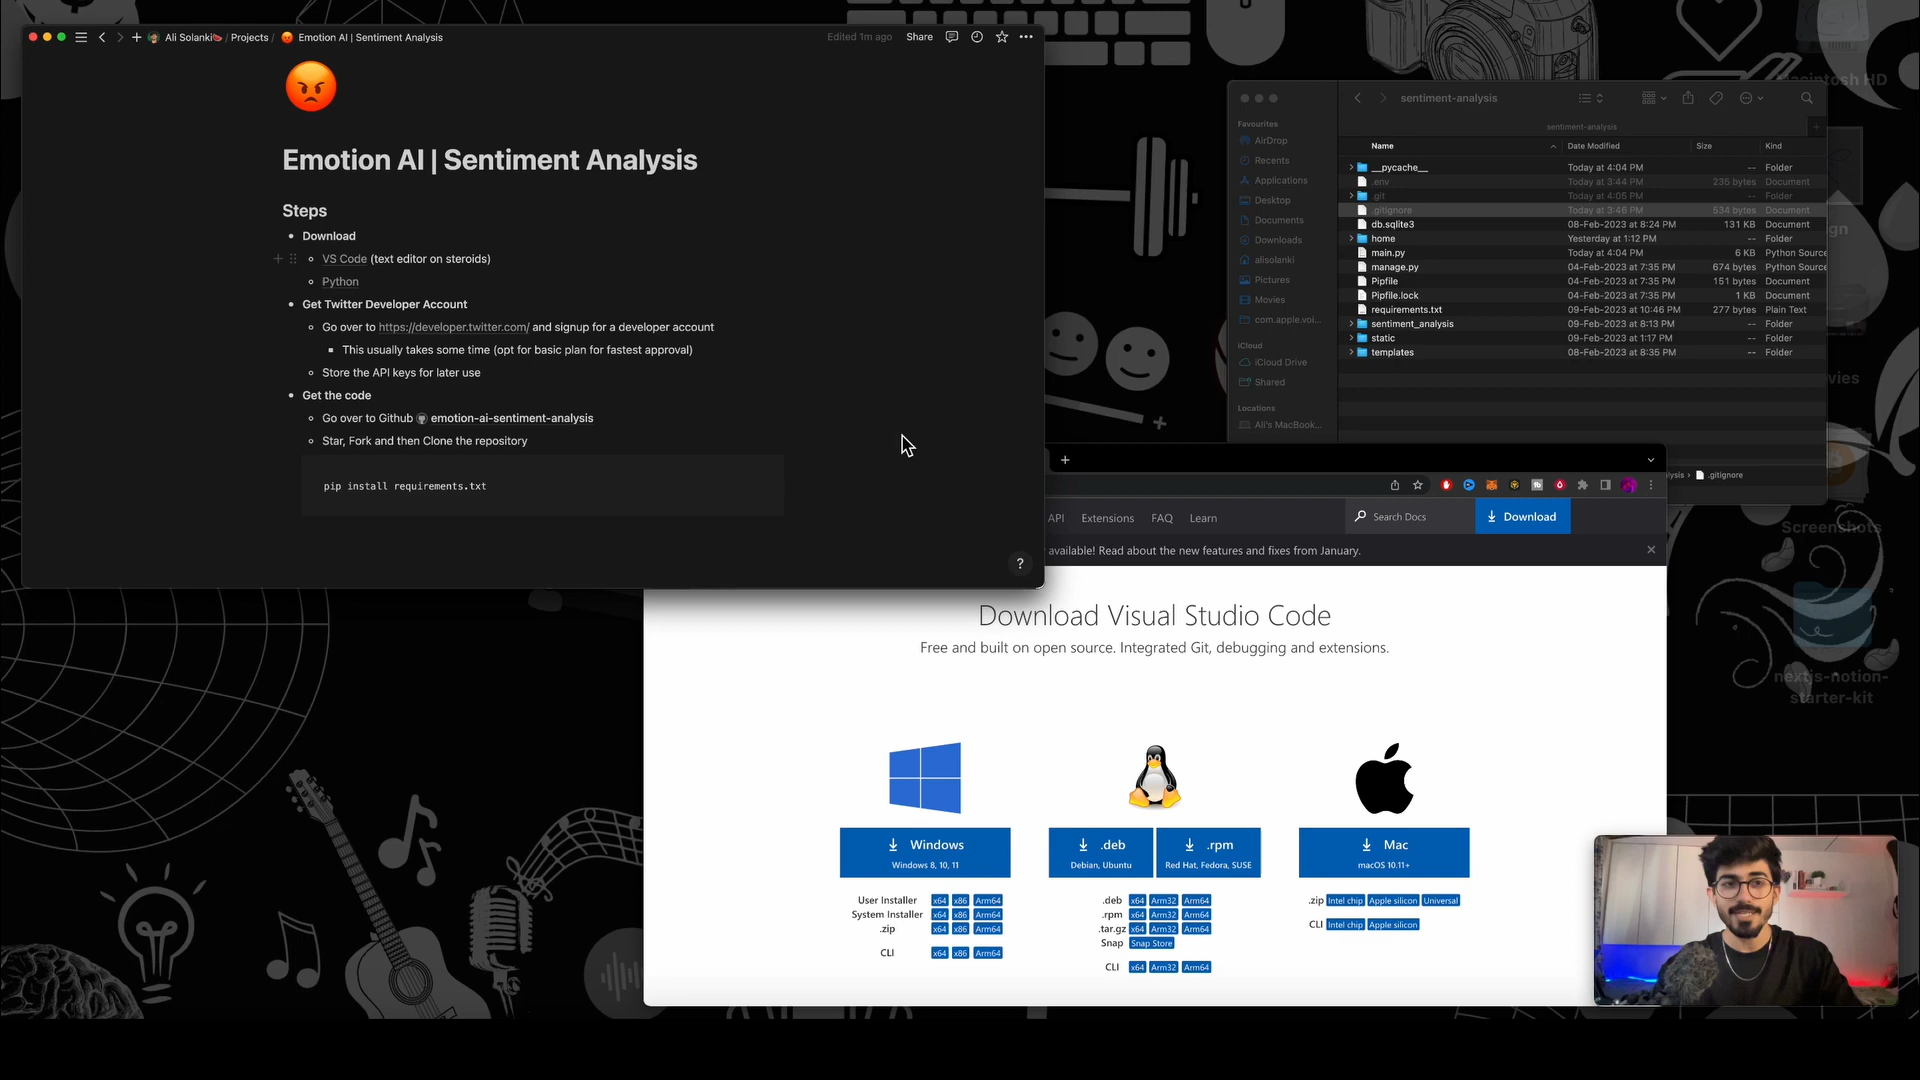 Ali Solanki / Projects / Emotion AI | Sentiment Analysis
Edited 1m ago Share
Emotion AI | Sentiment Analysis
Steps
Download
VS Code (text editor on steroids)
Python
Get Twitter Developer Account
Go over to https://developer.twitter.com/ and signup for a developer account
This usually takes some time (opt for basic plan for fastest approval)
Store the API keys for later use
Get the code
Go over to Github emotion-ai-sentiment-analysis
Star, Fork and then Clone the repository
pip install requirements.txt
?
sentiment-analysis
sentiment-analysis
Favourites
AirDrop
Recents
Applications
Desktop
Documents
Downloads
alisolanki
Pictures
Movies
com.apple.voi...
iCloud
iCloud Drive
Shared
Locations
Ali's MacBook...
Name Date Modified Size Kind
__pycache__ Today at 4:04 PM -- Folder
.env Today at 3:44 PM 235 bytes Document
.git Today at 4:05 PM -- Folder
.gitignore Today at 3:46 PM 534 bytes Document
db.sqlite3 08-Feb-2023 at 8:24 PM 131 KB Document
home Yesterday at 1:12 PM -- Folder
main.py Today at 4:04 PM 6 KB Python Source
manage.py 04-Feb-2023 at 7:35 PM 674 bytes Python Source
Pipfile 04-Feb-2023 at 7:35 PM 151 bytes Document
Pipfile.lock 04-Feb-2023 at 7:35 PM 1 KB Document
requirements.txt 09-Feb-2023 at 10:46 PM 277 bytes Plain Text
sentiment_analysis 09-Feb-2023 at 8:13 PM -- Folder
static 09-Feb-2023 at 1:17 PM -- Folder
templates 08-Feb-2023 at 8:35 PM -- Folder
lysis › .gitignore
Macintosh HD
Screenshots
nextjs-notion-
starter-kit
API Extensions FAQ Learn Search Docs Download
available! Read about the new features and fixes from January.
Download Visual Studio Code
Free and built on open source. Integrated Git, debugging and extensions.
Windows
Windows 8, 10, 11
User Installer x64 x86 Arm64
System Installer x64 x86 Arm64
.zip x64 x86 Arm64
CLI x64 x86 Arm64
.deb
Debian, Ubuntu
.rpm
Red Hat, Fedora, SUSE
.deb x64 Arm32 Arm64
.rpm x64 Arm32 Arm64
.tar.gz x64 Arm32 Arm64
Snap Snap Store
CLI x64 Arm32 Arm64
Mac
macOS 10.11+
.zip Intel chip Apple silicon Universal
CLI Intel chip Apple silicon